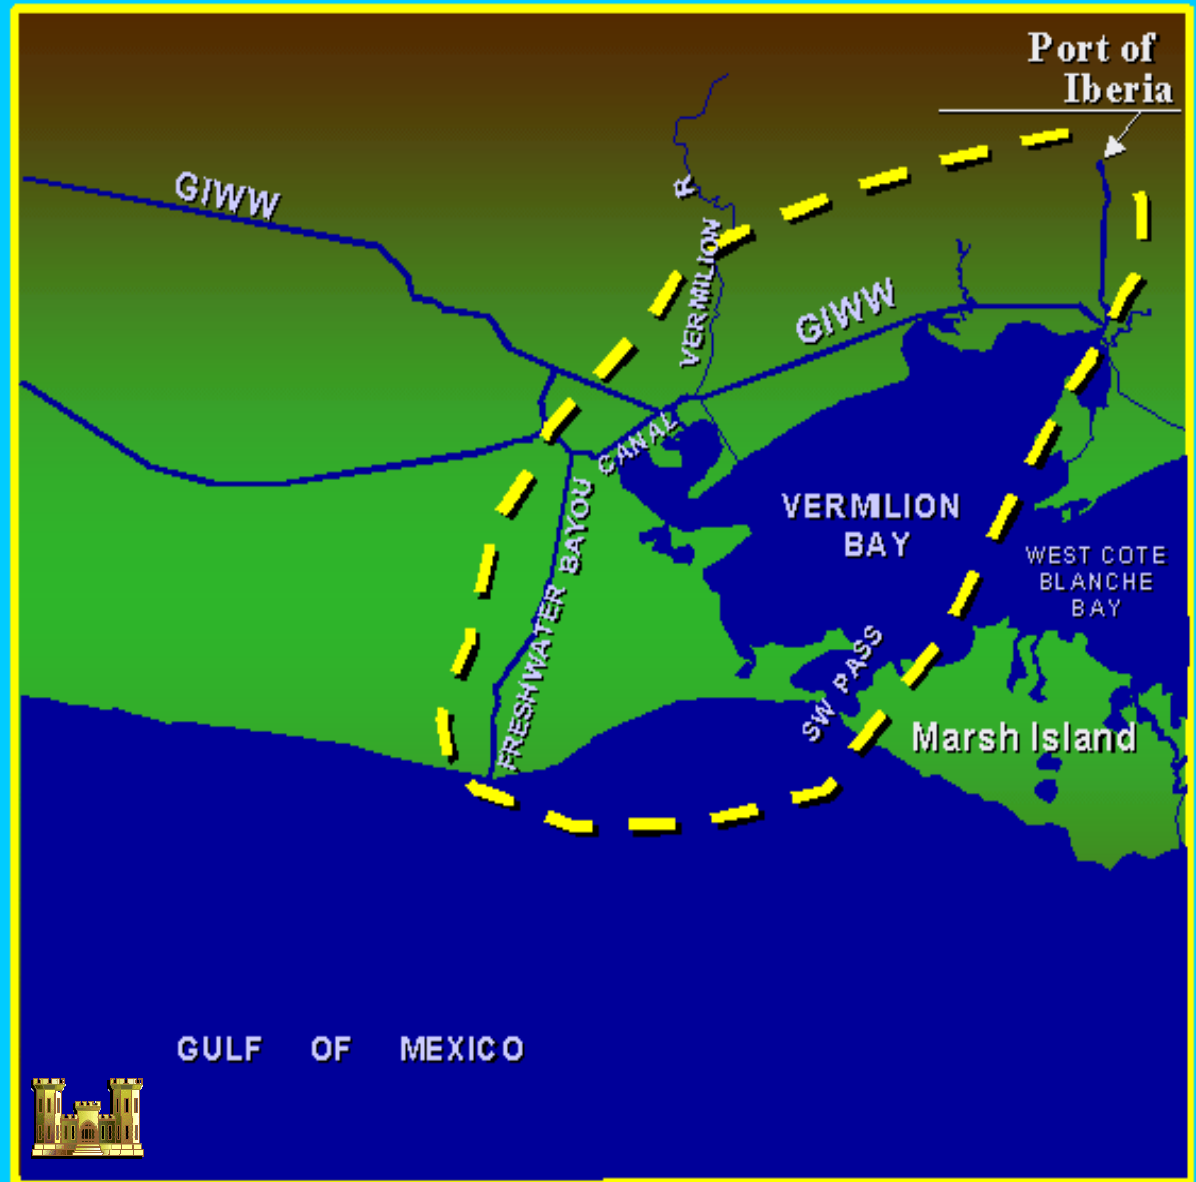 Port of
Iberia
GIWW
VERMILION R
GIWW
FRESHWATER BAYOU CANAL
VERMILION
BAY
WEST COTE
BLANCHE
BAY
SW PASS
Marsh Island
GULF OF MEXICO